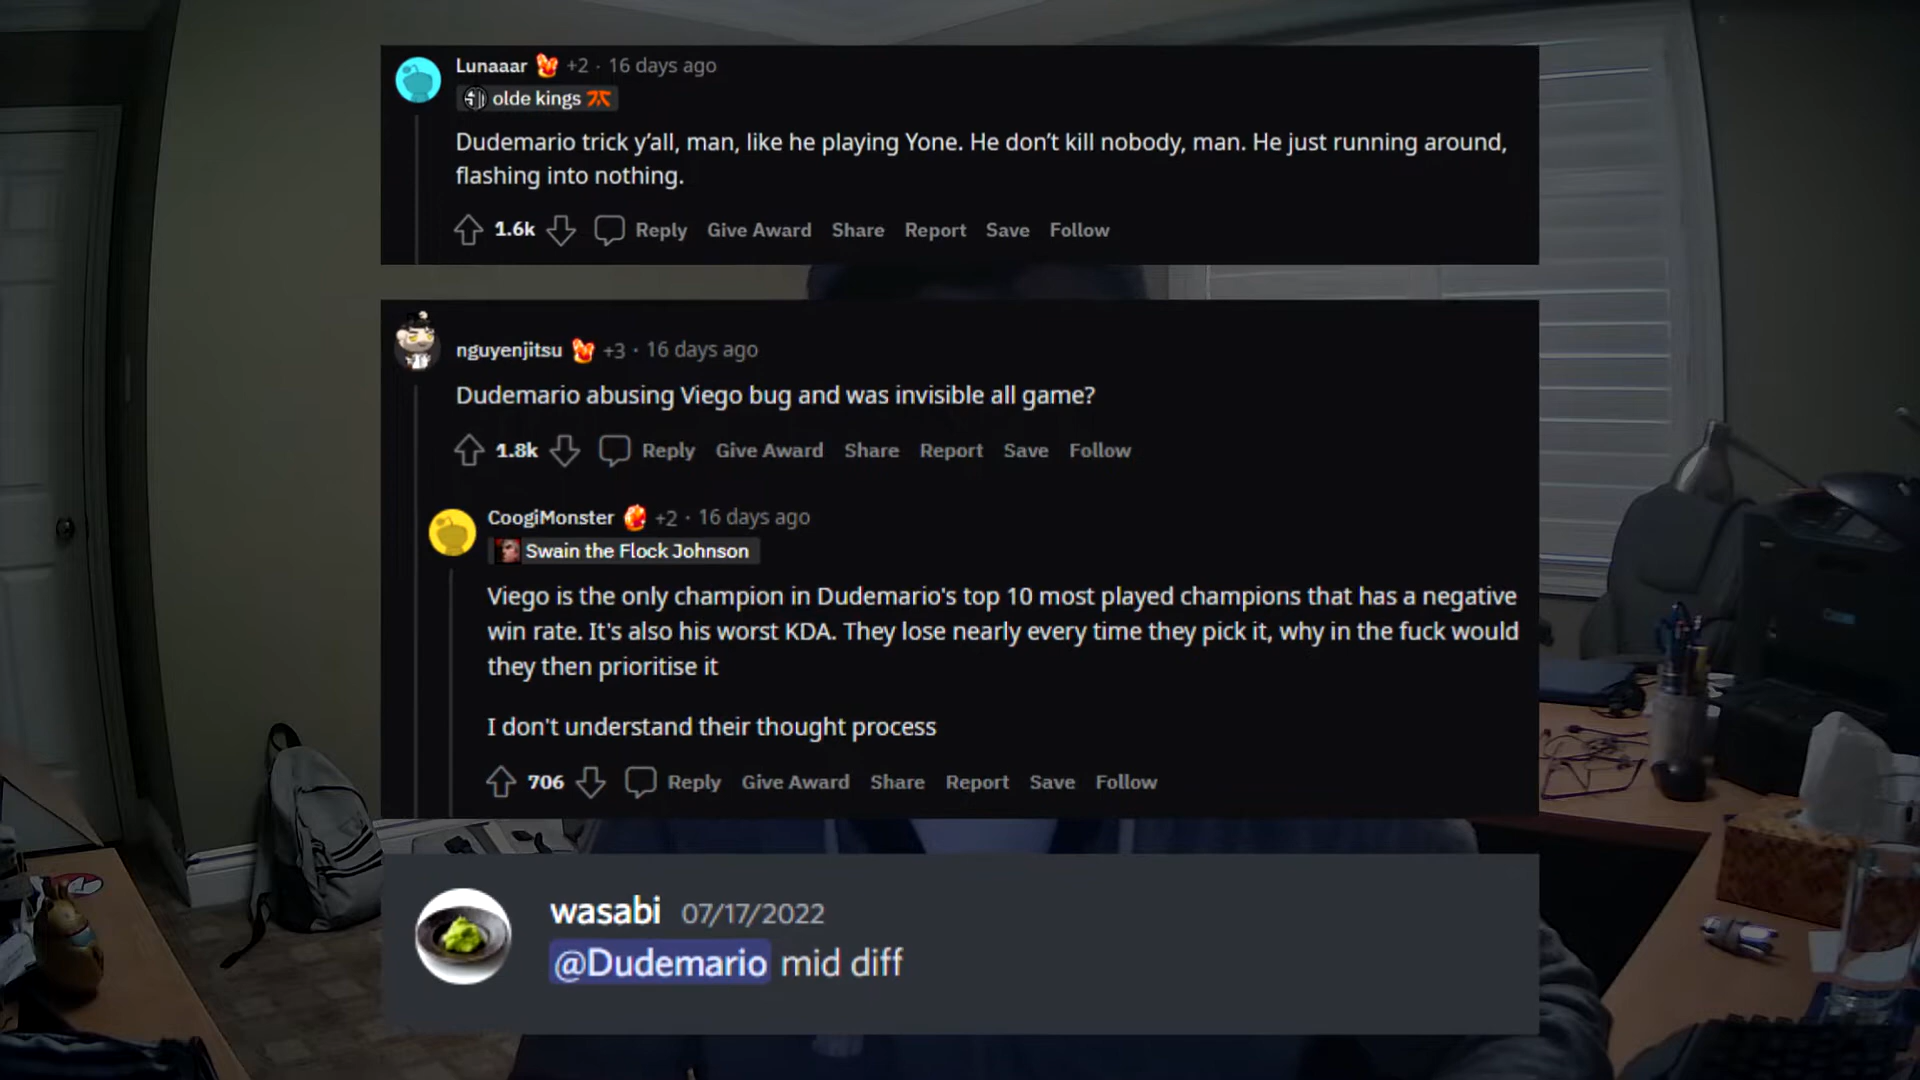 Lunaaar +2 · 16 days ago
olde kings
Dudemario trick y’all, man, like he playing Yone. He don’t kill nobody, man. He just running around,
flashing into nothing.
1.6k Reply Give Award Share Report Save Follow
nguyenjitsu +3 · 16 days ago
Dudemario abusing Viego bug and was invisible all game?
1.8k Reply Give Award Share Report Save Follow
CoogiMonster +2 · 16 days ago
Swain the Flock Johnson
Viego is the only champion in Dudemario's top 10 most played champions that has a negative
win rate. It's also his worst KDA. They lose nearly every time they pick it, why in the fuck would
they then prioritise it
I don't understand their thought process
706 Reply Give Award Share Report Save Follow
wasabi 07/17/2022
@Dudemario mid diff